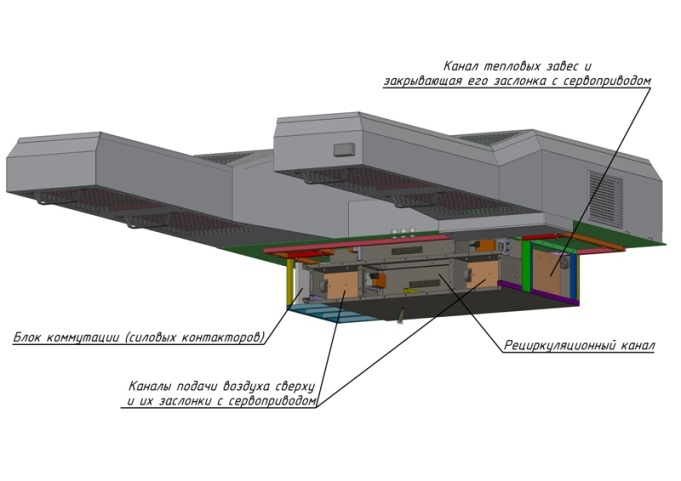 Канал тепловых завес и
закрывающая его заслонка с сервоприводом
Блок коммутации (силовых контакторов)
Рециркуляционный канал
Каналы подачи воздуха сверху
и их заслонки с сервоприводом